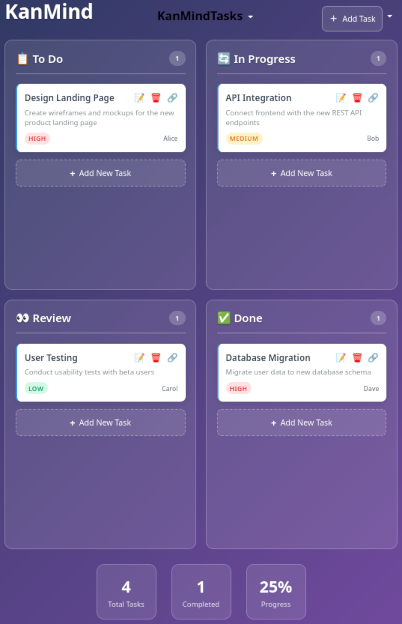 KanMind
KanMindTasks
+ Add Task
To Do
1
Design Landing Page
Create wireframes and mockups for the new
product landing page
HIGH
Alice
+ Add New Task
In Progress
1
API Integration
Connect frontend with the new REST API
endpoints
MEDIUM
Bob
+ Add New Task
Review
1
User Testing
Conduct usability tests with beta users
LOW
Carol
+ Add New Task
Done
1
Database Migration
Migrate user data to new database schema
HIGH
Dave
+ Add New Task
4
Total Tasks
1
Completed
25%
Progress